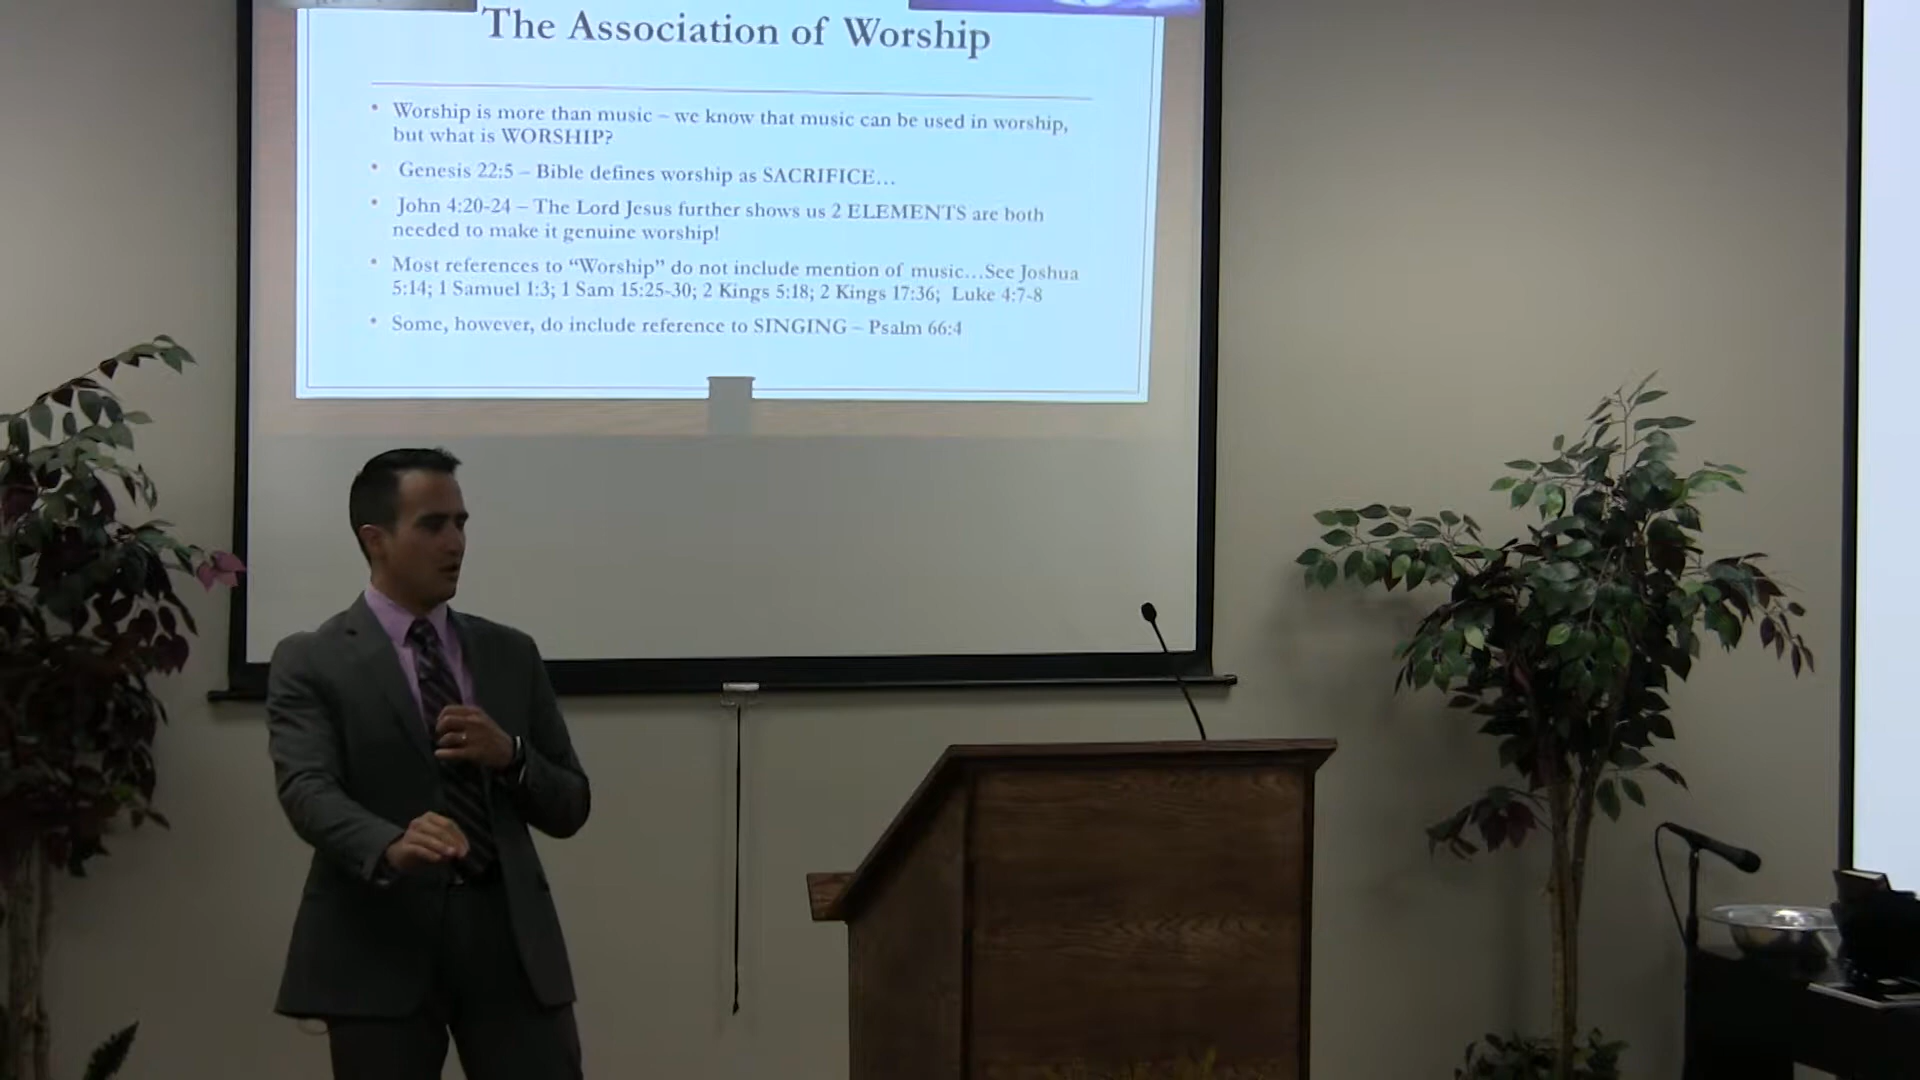 The Association of Worship
• Worship is more than music – we know that music can be used in worship,
but what is WORSHIP?
• Genesis 22:5 – Bible defines worship as SACRIFICE…
• John 4:20-24 – The Lord Jesus further shows us 2 ELEMENTS are both
needed to make it genuine worship!
• Most references to “Worship” do not include mention of music…See Joshua
5:14; 1 Samuel 1:3; 1 Sam 15:25-30; 2 Kings 5:18; 2 Kings 17:36; Luke 4:7-8
• Some, however, do include reference to SINGING – Psalm 66:4